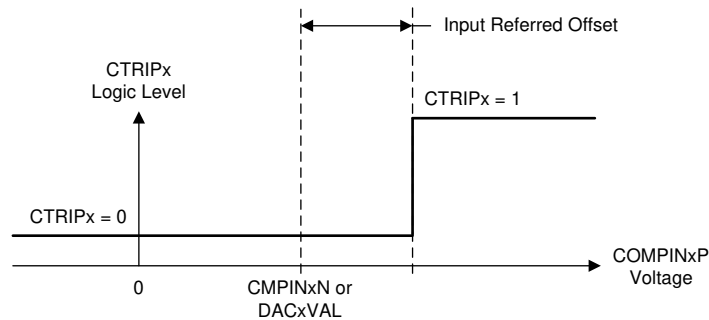 Input Referred Offset
CTRIPx
Logic Level
CTRIPx = 1
CTRIPx = 0
COMPINxP
Voltage
0
CMPINxN or
DACxVAL